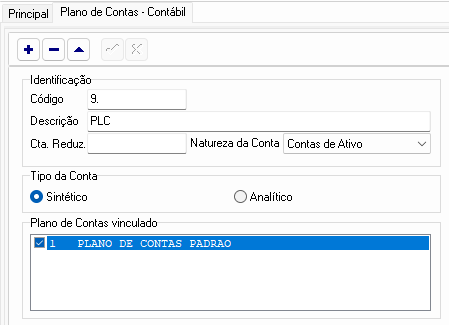 Principal
Plano de Contas - Contábil
Identificação
Código 9.
Descrição PLC
Cta. Reduz. Natureza da Conta Contas de Ativo
Tipo da Conta
Sintético Analítico
Plano de Contas vinculado
1 PLANO DE CONTAS PADRAO